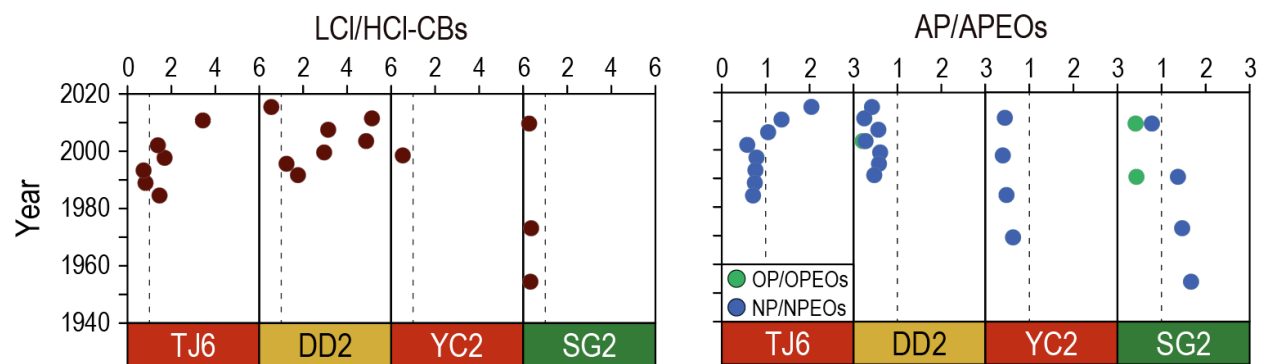 LCl/HCl-CBs
AP/APEOs
0 2 4 6 2 4 6 2 4 6 2 4 6
0 1 2 3 1 2 3 1 2 3 1 2 3
2020
2000
1980
1960
1940
Year
OP/OPEOs
NP/NPEOs
TJ6 DD2 YC2 SG2
TJ6 DD2 YC2 SG2